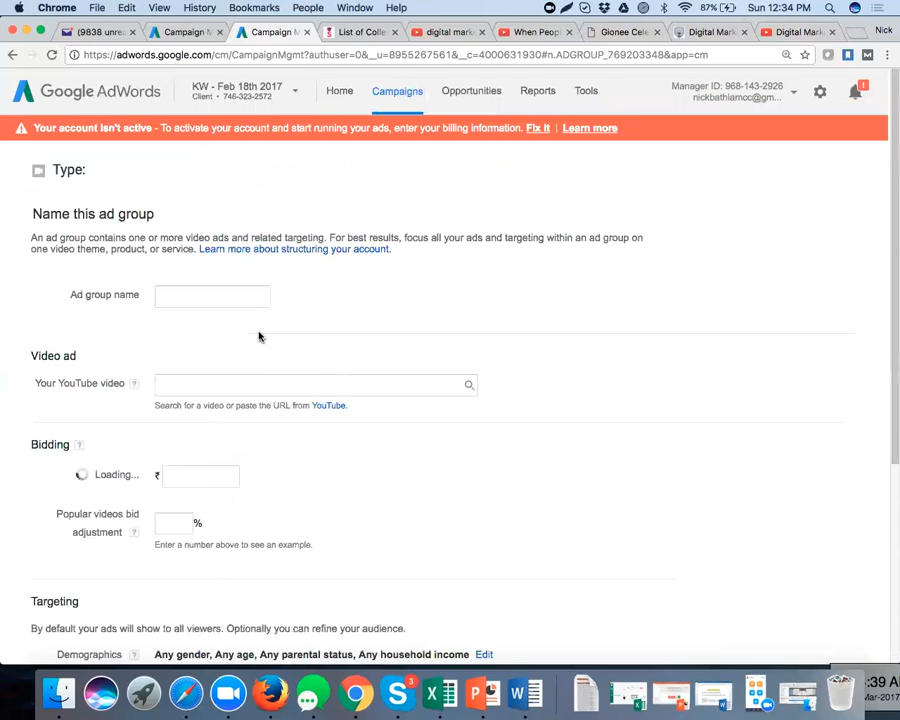 Chrome File Edit View History Bookmarks People Window Help 87% Sun 12:34 PM
(9838 unre Campaign M Campaign M List of Colle digital marke When Peopl Gionee Cele Digital Mark Digital Mark Nick
https://adwords.google.com/cm/CampaignMgmt?authuser=0&__u=8955267561&__c=4000631930#n.ADGROUP_769203348&app=cm
Google AdWords KW - Feb 18th 2017 Home Campaigns Opportunities Reports Tools Manager ID: 968-143-2926
Client • 746-323-2572 nickbathiamcc@gm...
Your account isn't active - To activate your account and start running your ads, enter your billing information. Fix it Learn more
Type:
Name this ad group
An ad group contains one or more video ads and related targeting. For best results, focus all your ads and targeting within an ad group on
one video theme, product, or service. Learn more about structuring your account.
Ad group name
Video ad
Your YouTube video ?
Search for a video or paste the URL from YouTube.
Bidding ?
Loading... ₹
Popular videos bid
adjustment ? %
Enter a number above to see an example.
Targeting
By default your ads will show to all viewers. Optionally you can refine your audience.
Demographics ? Any gender, Any age, Any parental status, Any household income Edit
:39 AM
Mar-2017